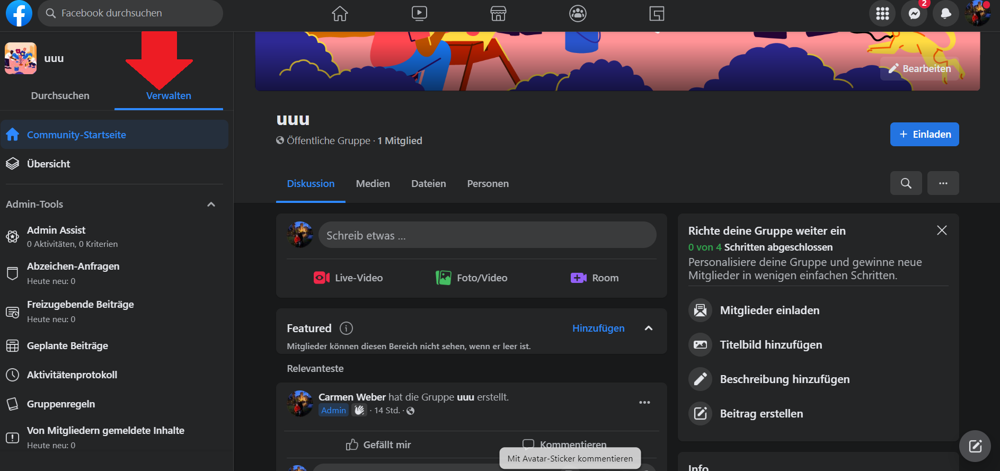 Facebook durchsuchen
2
uuu
Durchsuchen
Verwalten
Community-Startseite
Übersicht
Admin-Tools
Admin Assist
0 Aktivitäten, 0 Kriterien
Abzeichen-Anfragen
Heute neu: 0
Freizugebende Beiträge
Heute neu: 0
Geplante Beiträge
Aktivitätenprotokoll
Gruppenregeln
Von Mitgliedern gemeldete Inhalte
Heute neu: 0
Bearbeiten
uuu
Öffentliche Gruppe · 1 Mitglied
+ Einladen
Diskussion
Medien
Dateien
Personen
Schreib etwas ...
Live-Video
Foto/Video
Room
Featured
Hinzufügen
Mitglieder können diesen Bereich nicht sehen, wenn er leer ist.
Relevanteste
Carmen Weber hat die Gruppe uuu erstellt.
Admin · 14 Std. ·
Gefällt mir
Kommentieren
Mit Avatar-Sticker kommentieren
Richte deine Gruppe weiter ein
0 von 4 Schritten abgeschlossen
Personalisiere deine Gruppe und gewinne neue
Mitglieder in wenigen einfachen Schritten.
Mitglieder einladen
Titelbild hinzufügen
Beschreibung hinzufügen
Beitrag erstellen
Info